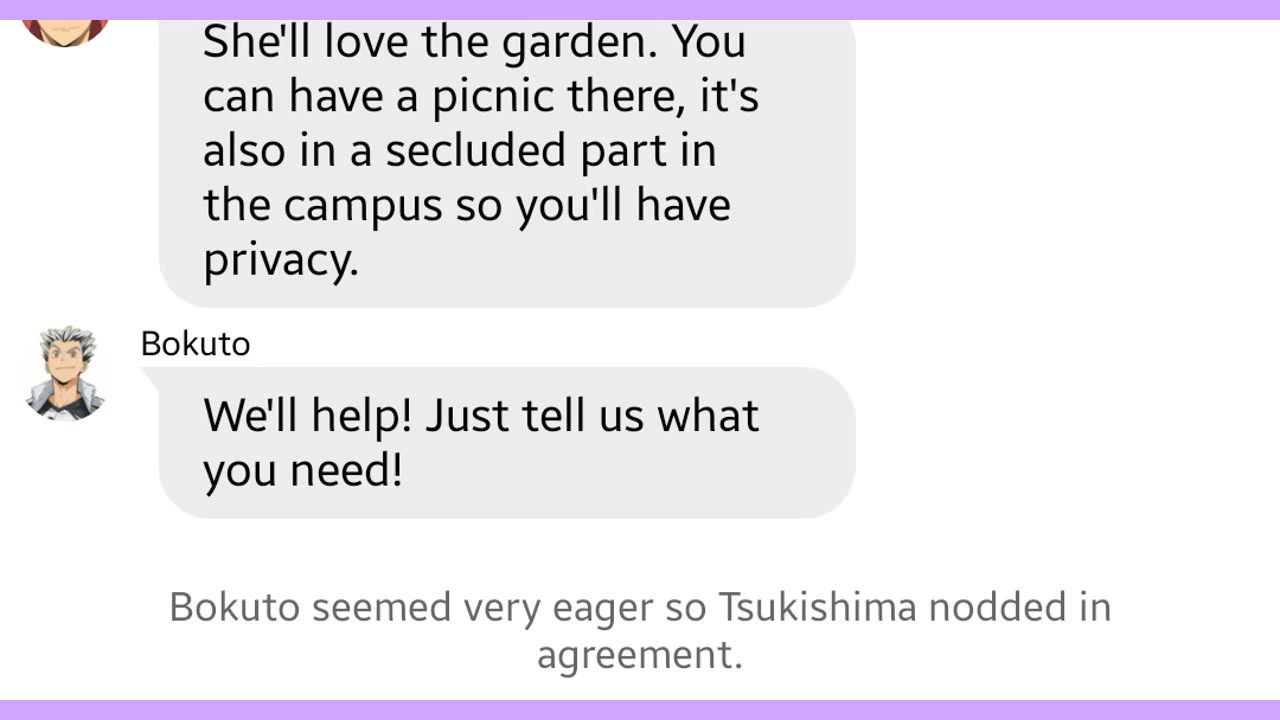 She'll love the garden. You
can have a picnic there, it's
also in a secluded part in
the campus so you'll have
privacy.
Bokuto
We'll help! Just tell us what
you need!
Bokuto seemed very eager so Tsukishima nodded in
agreement.